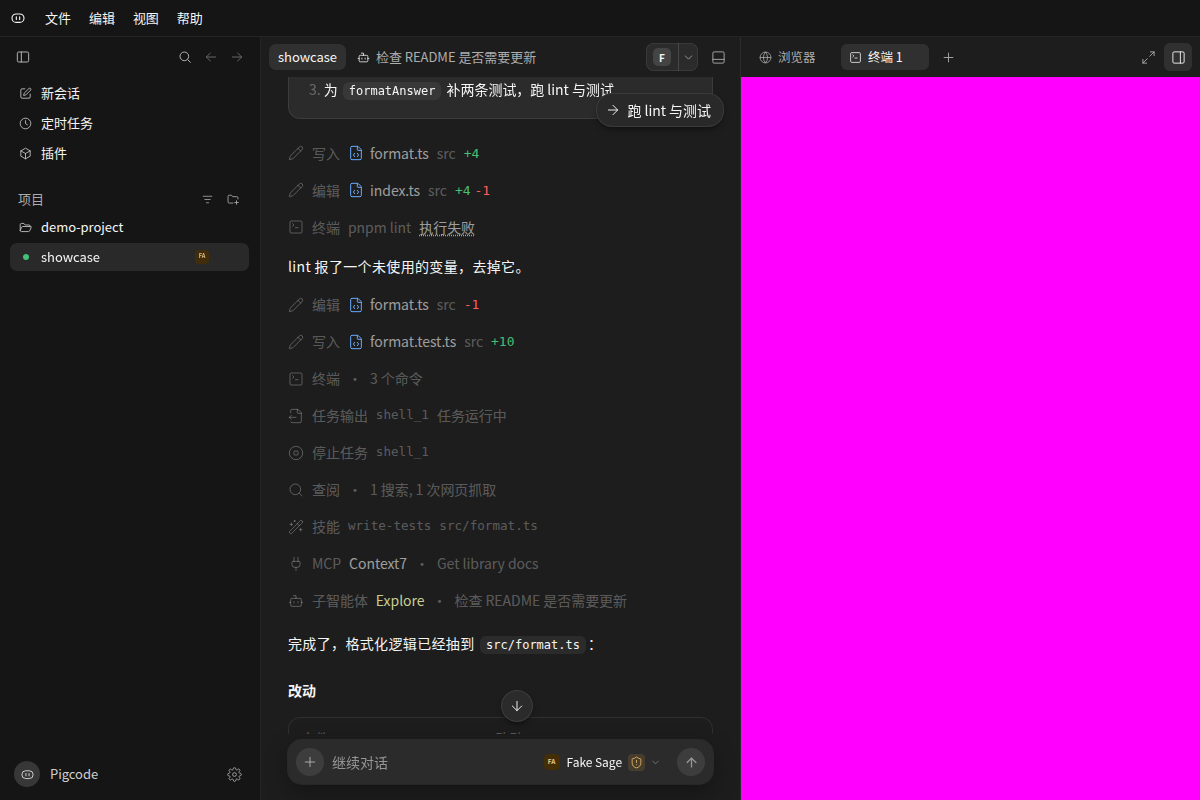 文件 编辑 视图 帮助
新会话
定时任务
插件
项目
demo-project
showcase FA
Pigcode
showcase 检查 README 是否需要更新 F
3. 为 formatAnswer 补两条测试，跑 lint 与测试
跑 lint 与测试
写入 format.ts src +4
编辑 index.ts src +4 -1
终端 pnpm lint 执行失败
lint 报了一个未使用的变量，去掉它。
编辑 format.ts src -1
写入 format.test.ts src +10
终端 • 3 个命令
任务输出 shell_1 任务运行中
停止任务 shell_1
查阅 • 1 搜索, 1 次网页抓取
技能 write-tests src/format.ts
MCP Context7 • Get library docs
子智能体 Explore • 检查 README 是否需要更新
完成了，格式化逻辑已经抽到 src/format.ts：
改动
继续对话 FA Fake Sage
浏览器 终端 1